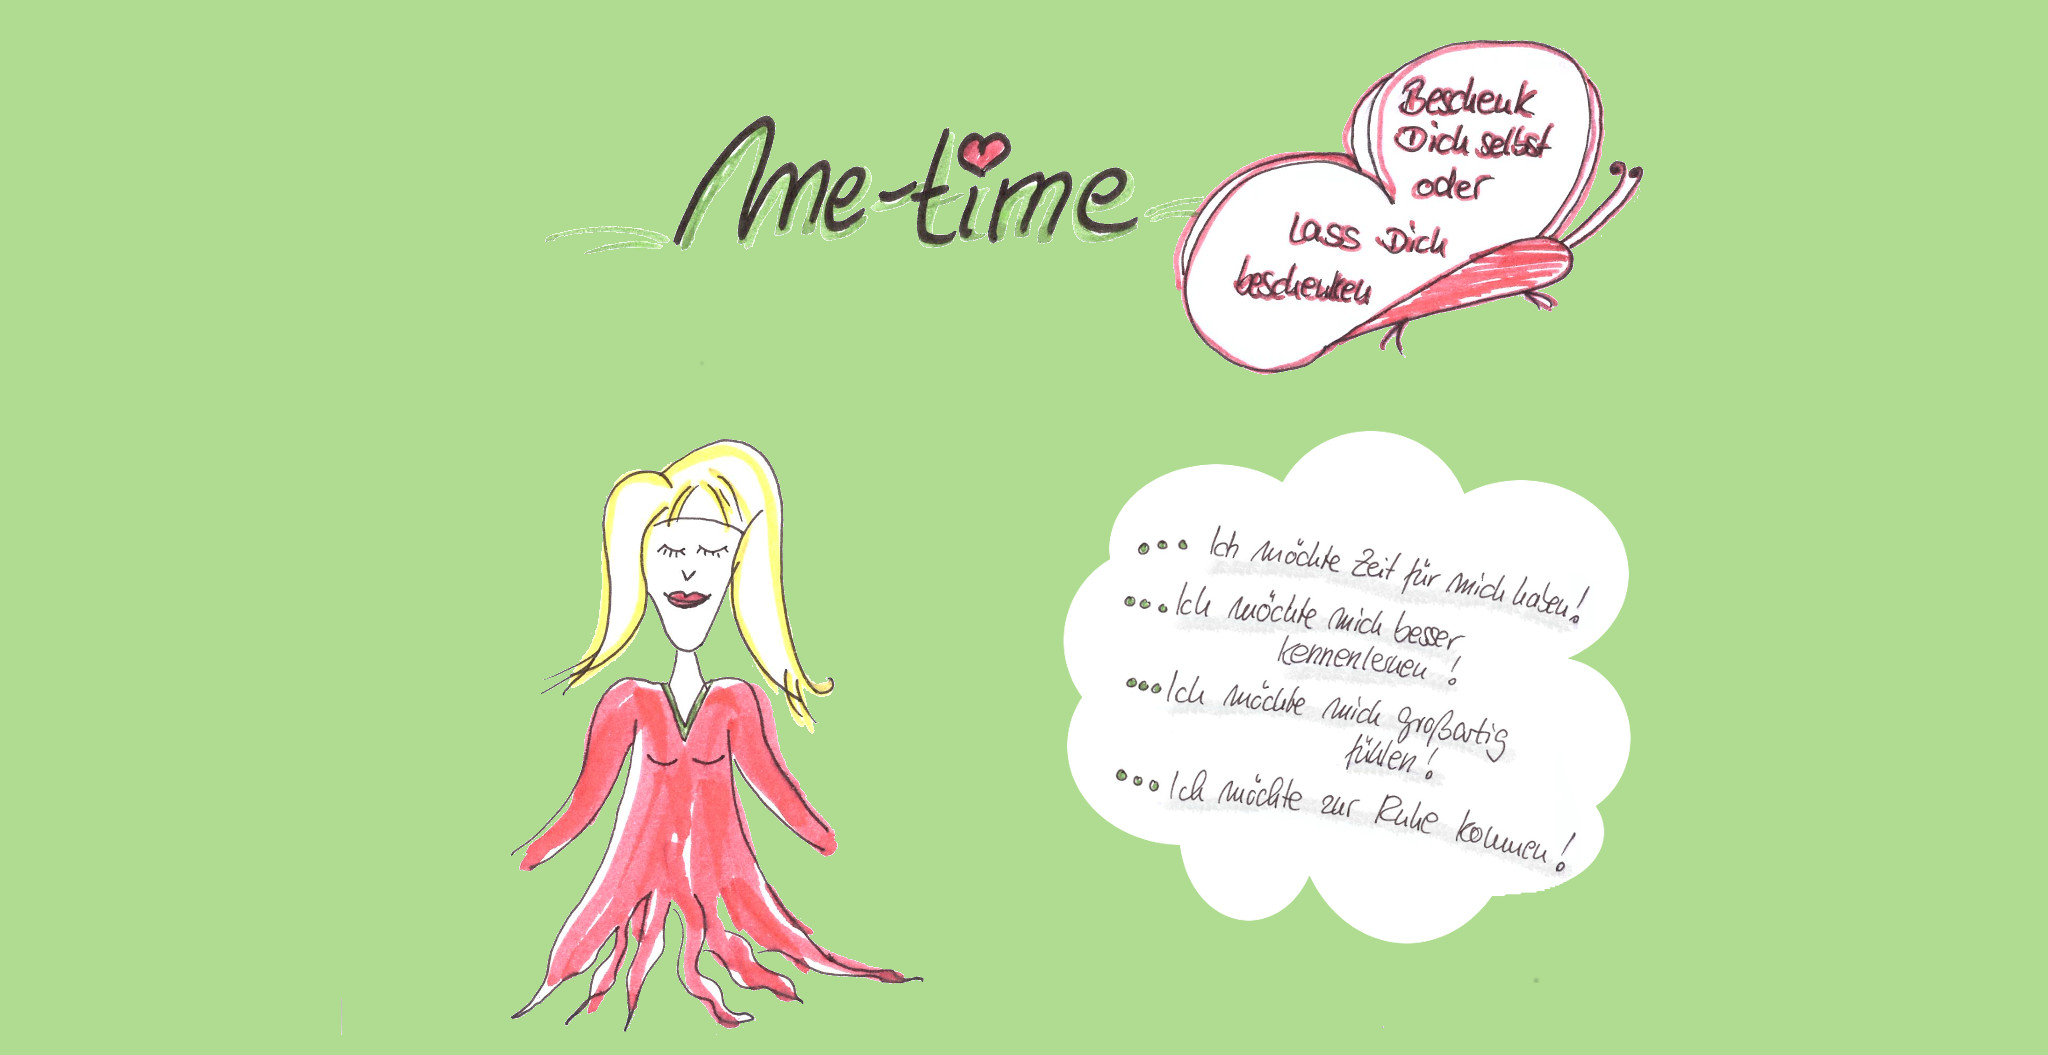 me-time
Beschenk
Dich selbst
oder
lass Dich
beschenken
... Ich möchte Zeit für mich haben!
... Ich möchte mich besser
kennenlernen!
... Ich möchte mich großartig
fühlen!
... Ich möchte zur Ruhe kommen!